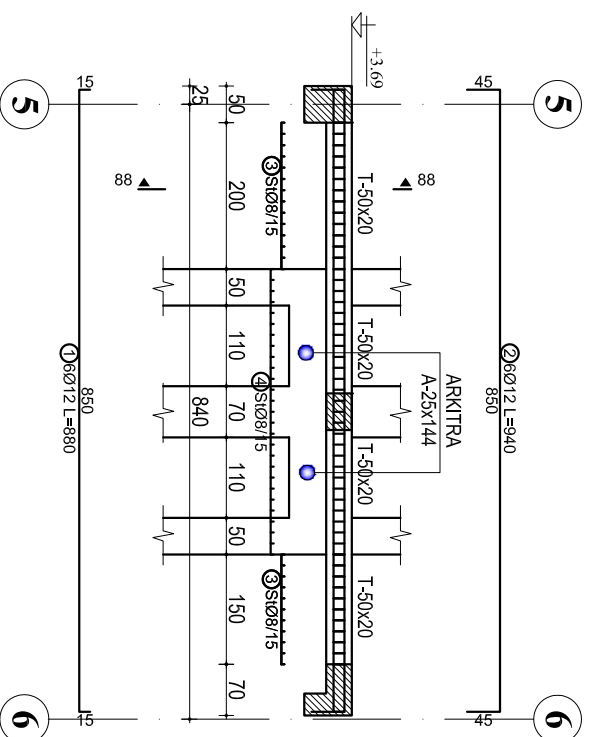 5 6
45 45
② 6Ø12 L=940
850
ARKITRA
A-25x144
88
+3.69
T-50x20 T-50x20 T-50x20 T-50x20
③ StØ8/15 ④ StØ8/15 ③ StØ8/15
50 200 50 110 70 110 50 150 70
25 840
88
850
① 6Ø12 L=880
15 15
5 6